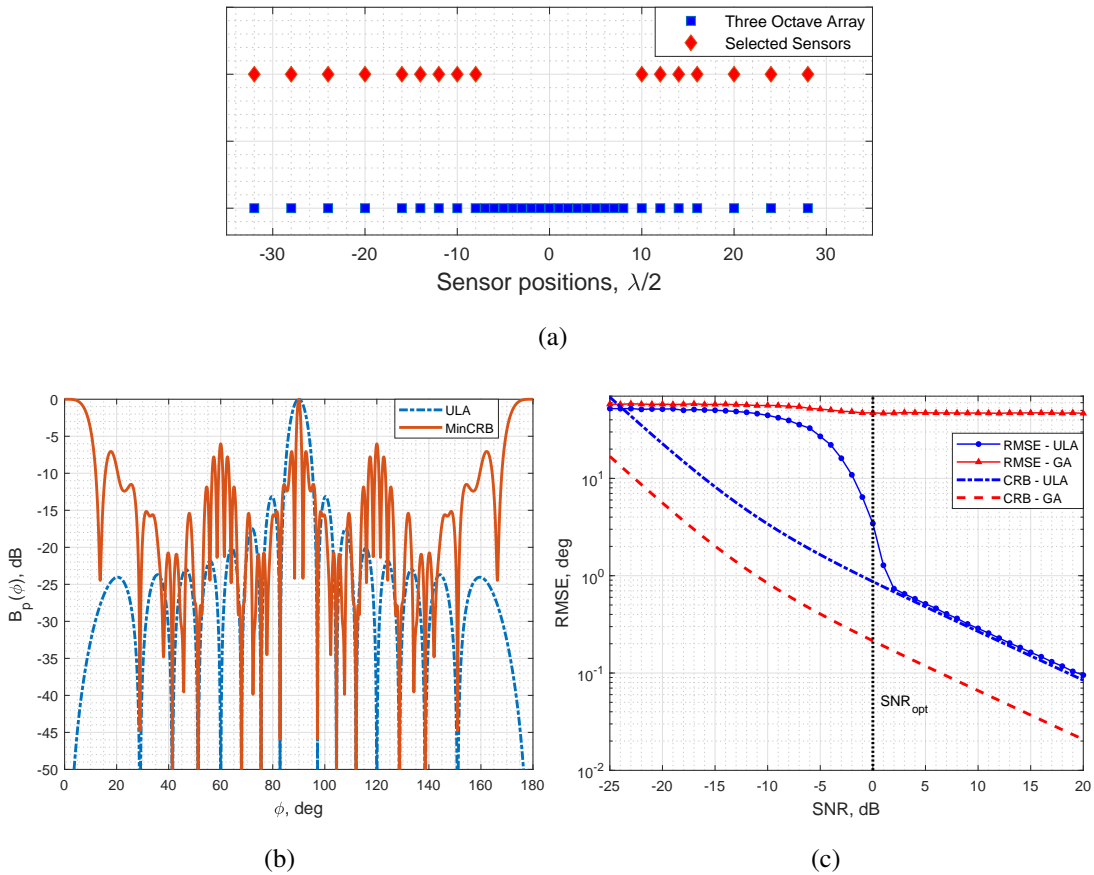 Three Octave Array
Selected Sensors
-30 -20 -10 0 10 20 30
Sensor positions, λ/2
(a)
0
-5
-10
-15
-20
-25
-30
-35
-40
-45
-50
B_p(ϕ), dB
ULA
MinCRB
0 20 40 60 80 100 120 140 160 180
ϕ, deg
(b)
10^1
10^0
10^-1
10^-2
RMSE, deg
RMSE - ULA
RMSE - GA
CRB - ULA
CRB - GA
SNR_opt
-25 -20 -15 -10 -5 0 5 10 15 20
SNR, dB
(c)